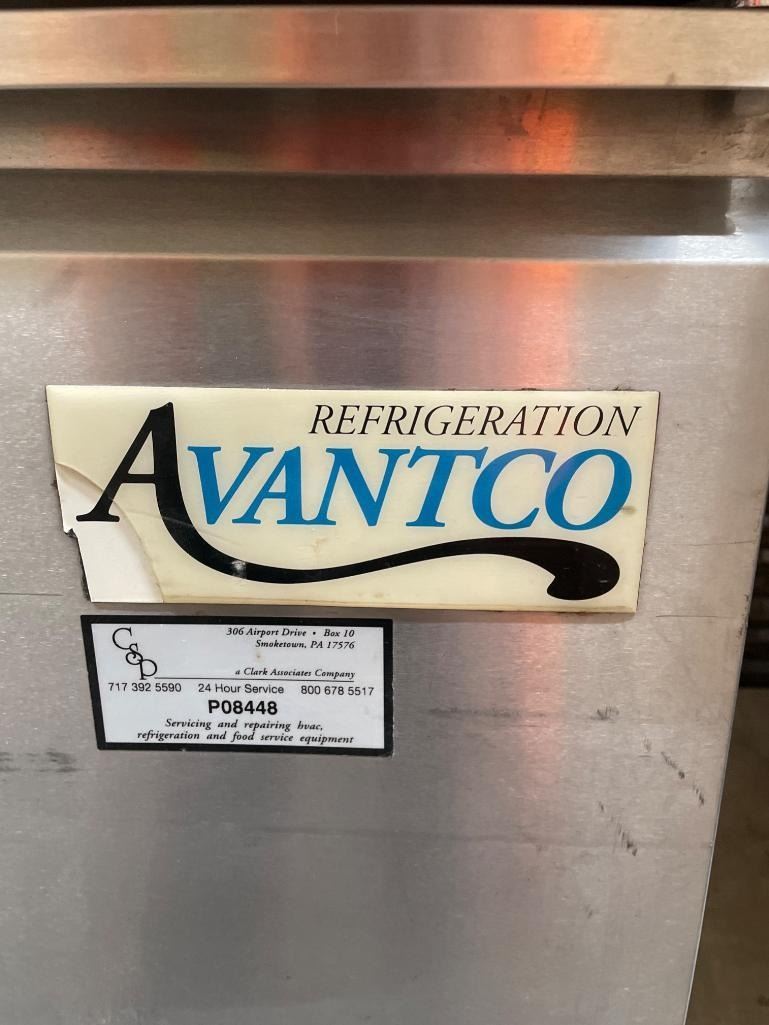 REFRIGERATION
AVANTCO
C&P
306 Airport Drive • Box 10
Smoketown, PA 17576
a Clark Associates Company
717 392 5590 24 Hour Service 800 678 5517
P08448
Servicing and repairing hvac,
refrigeration and food service equipment